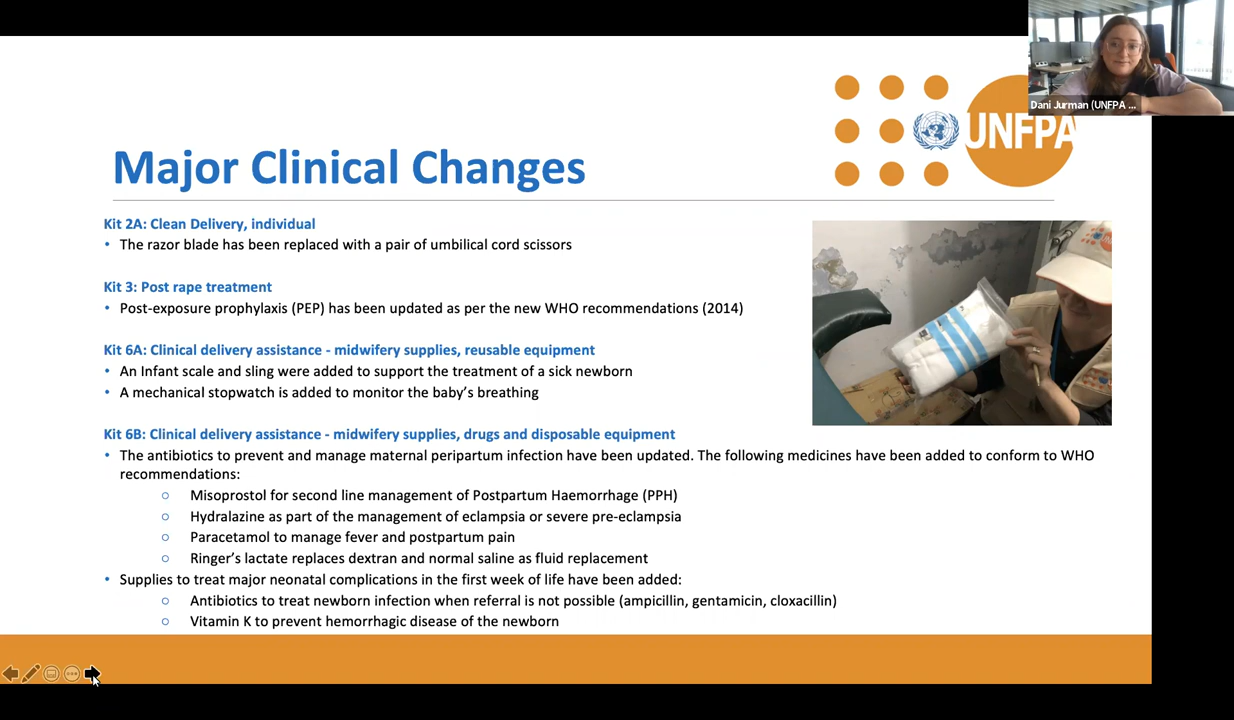 Dani Jurman (UNFPA ...
UNFPA
Major Clinical Changes
Kit 2A: Clean Delivery, individual
• The razor blade has been replaced with a pair of umbilical cord scissors
Kit 3: Post rape treatment
• Post-exposure prophylaxis (PEP) has been updated as per the new WHO recommendations (2014)
Kit 6A: Clinical delivery assistance - midwifery supplies, reusable equipment
• An Infant scale and sling were added to support the treatment of a sick newborn
• A mechanical stopwatch is added to monitor the baby’s breathing
Kit 6B: Clinical delivery assistance - midwifery supplies, drugs and disposable equipment
• The antibiotics to prevent and manage maternal peripartum infection have been updated. The following medicines have been added to conform to WHO
recommendations:
○ Misoprostol for second line management of Postpartum Haemorrhage (PPH)
○ Hydralazine as part of the management of eclampsia or severe pre-eclampsia
○ Paracetamol to manage fever and postpartum pain
○ Ringer’s lactate replaces dextran and normal saline as fluid replacement
• Supplies to treat major neonatal complications in the first week of life have been added:
○ Antibiotics to treat newborn infection when referral is not possible (ampicillin, gentamicin, cloxacillin)
○ Vitamin K to prevent hemorrhagic disease of the newborn